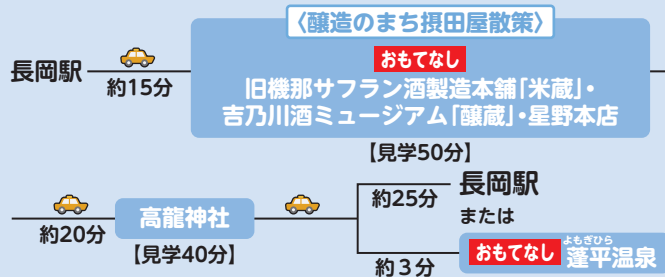 〈醸造のまち摂田屋散策〉
おもてなし
長岡駅
約15分
旧機那サフラン酒製造本舗「米蔵」・
吉乃川酒ミュージアム「醸蔵」・星野本店
【見学50分】
約20分
高龍神社
【見学40分】
約25分
長岡駅
または
約3分
おもてなし
よもぎひら
蓬平温泉